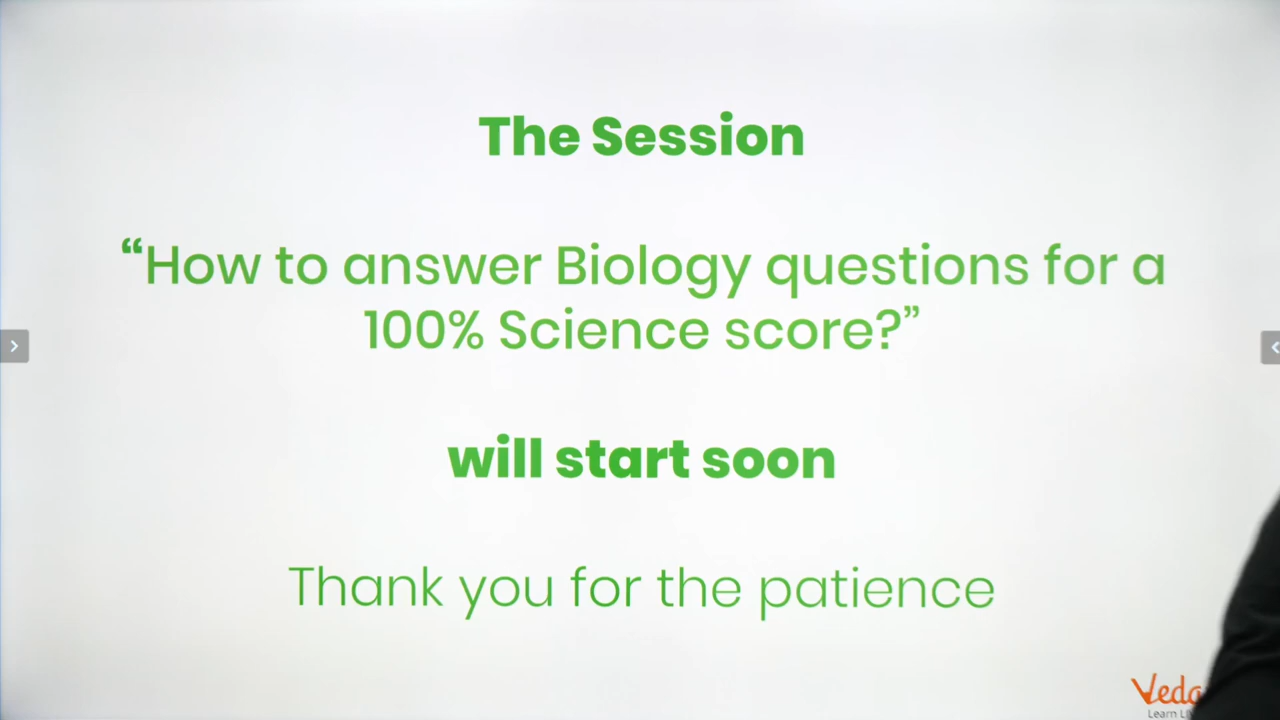 The Session
“How to answer Biology questions for a
100% Science score?”
will start soon
Thank you for the patience
Learn